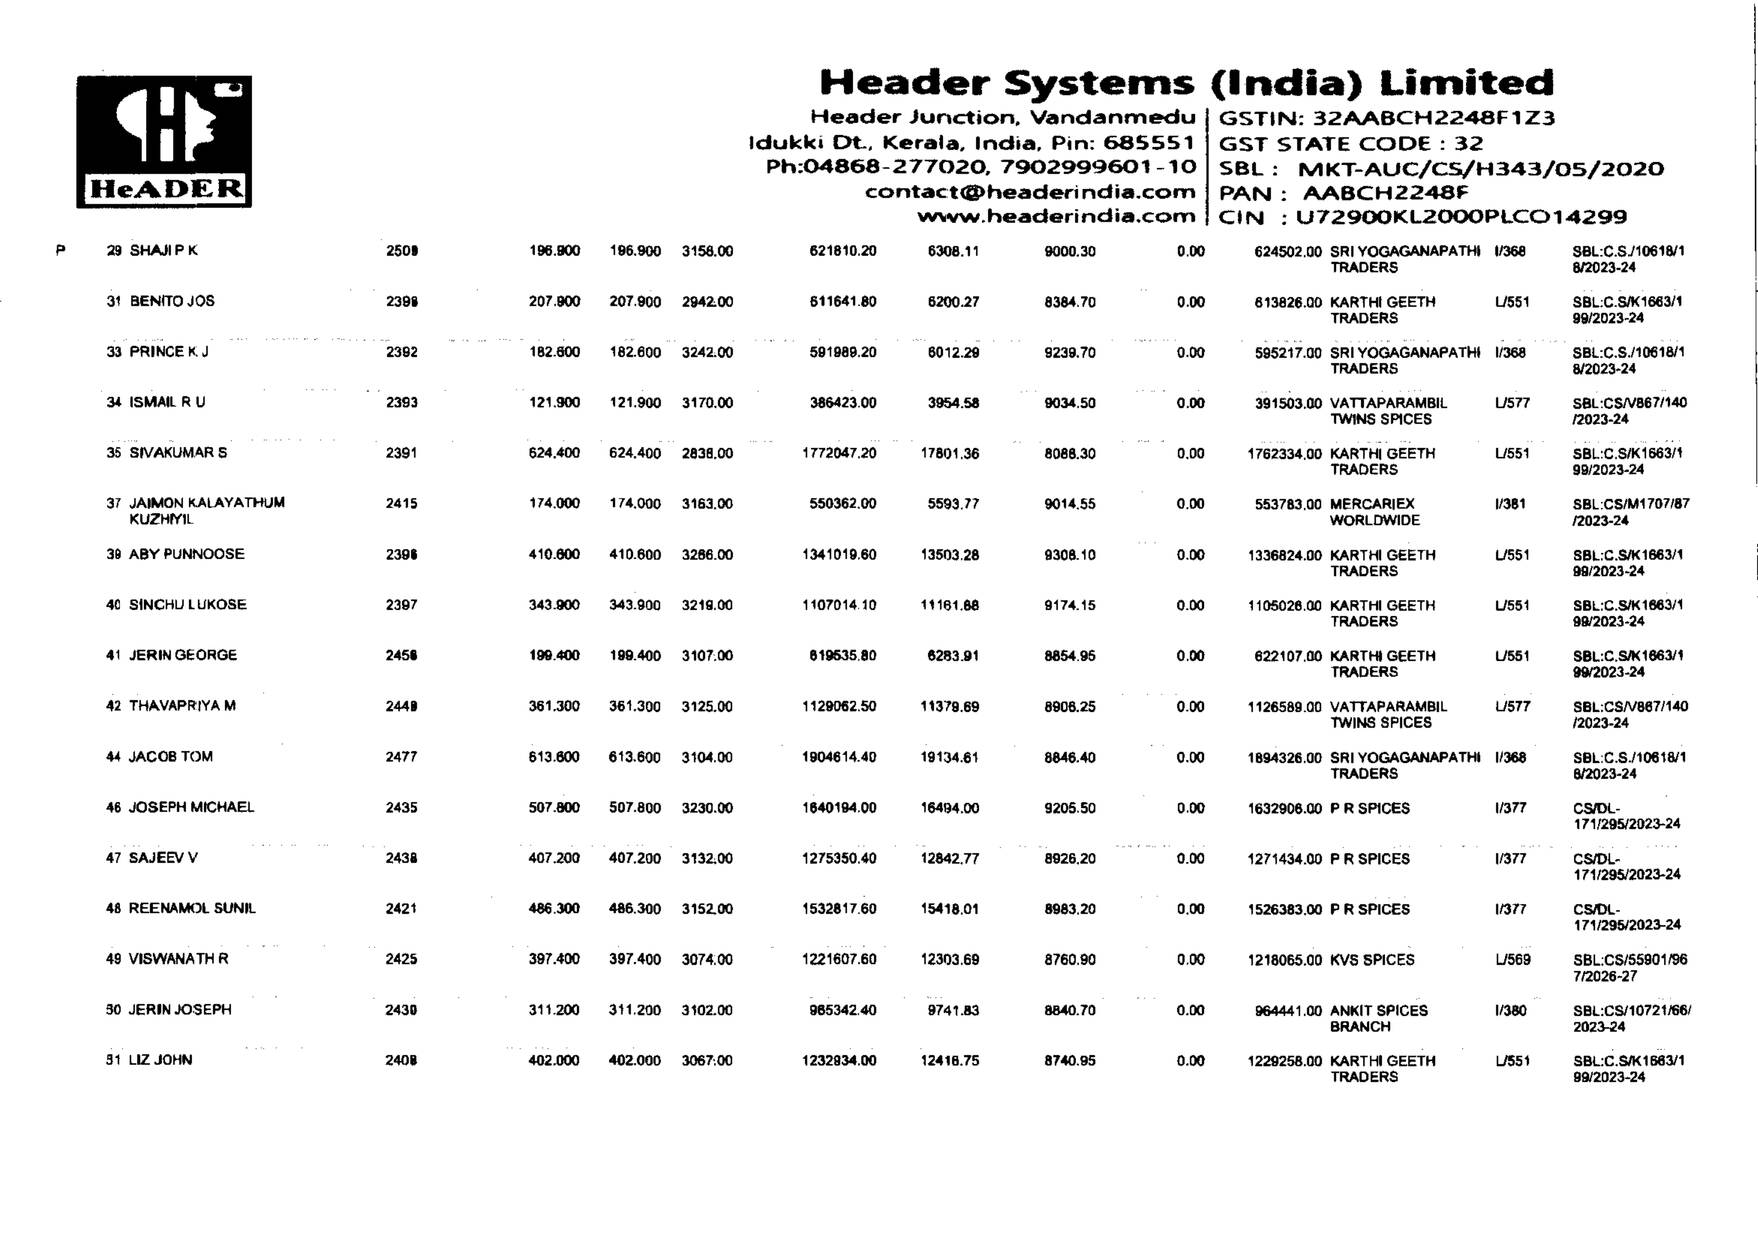 HeADER
Header Systems (India) Limited
Header Junction, Vandanmedu GSTIN: 32AABCH2248F1Z3
Idukki Dt., Kerala, India, Pin: 685551 GST STATE CODE : 32
Ph:04868-277020, 7902999601-10 SBL : MKT-AUC/CS/H343/05/2020
contact@headerindia.com PAN : AABCH2248F
www.headerindia.com CIN : U72900KL2000PLCO14299
P 29 SHAJI P K 196.900 196.900 3158.00 621810.20 6308.11 9000.30 0.00 624502.00 SRI YOGAGANAPATHI I/368 SBL:C.S./10618/1
TRADERS 8/2023-24
31 BENITO JOS 207.900 207.900 2942.00 611641.80 6200.27 8384.70 0.00 613826.00 KARTHI GEETH L/551 SBL:C.S/K1663/1
TRADERS 99/2023-24
33 PRINCE K J 2392 182.600 182.600 3242.00 591989.20 6012.29 9239.70 0.00 595217.00 SRI YOGAGANAPATHI I/368 SBL:C.S./10618/1
TRADERS 8/2023-24
34 ISMAIL R U 2393 121.900 121.900 3170.00 386423.00 3954.58 9034.50 0.00 391503.00 VATTAPARAMBIL L/577 SBL:CS/V867/140
TWINS SPICES /2023-24
35 SIVAKUMAR S 2391 624.400 624.400 2838.00 1772047.20 17801.36 8088.30 0.00 1762334.00 KARTHI GEETH L/551 SBL:C.S/K1663/1
TRADERS 99/2023-24
37 JAIMON KALAYATHUM 2415 174.000 174.000 3163.00 550362.00 5593.77 9014.55 0.00 553783.00 MERCARIEX I/381 SBL:CS/M1707/87
KUZHIYIL WORLDWIDE /2023-24
39 ABY PUNNOOSE 410.600 410.600 3266.00 1341019.60 13503.28 9308.10 0.00 1336824.00 KARTHI GEETH L/551 SBL:C.S/K1663/1
TRADERS 99/2023-24
40 SINCHU LUKOSE 2397 343.900 343.900 3219.00 1107014.10 11161.88 9174.15 0.00 1105026.00 KARTHI GEETH L/551 SBL:C.S/K1663/1
TRADERS 99/2023-24
41 JERIN GEORGE 199.400 199.400 3107.00 619535.80 6283.91 8854.95 0.00 622107.00 KARTHI GEETH L/551 SBL:C.S/K1663/1
TRADERS 99/2023-24
42 THAVAPRIYA M 361.300 361.300 3125.00 1129062.50 11379.69 8906.25 0.00 1126589.00 VATTAPARAMBIL L/577 SBL:CS/V867/140
TWINS SPICES /2023-24
44 JACOB TOM 2477 613.600 613.600 3104.00 1904614.40 19134.61 8846.40 0.00 1894326.00 SRI YOGAGANAPATHI I/368 SBL:C.S./10618/1
TRADERS 8/2023-24
46 JOSEPH MICHAEL 2435 507.800 507.800 3230.00 1640194.00 16494.00 9205.50 0.00 1632906.00 P R SPICES I/377 CS/DL-
171/295/2023-24
47 SAJEEV V 2438 407.200 407.200 3132.00 1275350.40 12842.77 8926.20 0.00 1271434.00 P R SPICES I/377 CS/DL-
171/295/2023-24
48 REENAMOL SUNIL 2421 486.300 486.300 3152.00 1532817.60 15418.01 8983.20 0.00 1526383.00 P R SPICES I/377 CS/DL-
171/295/2023-24
49 VISWANATH R 2425 397.400 397.400 3074.00 1221607.60 12303.69 8760.90 0.00 1218065.00 KVS SPICES L/569 SBL:CS/55901/96
7/2026-27
50 JERIN JOSEPH 2430 311.200 311.200 3102.00 965342.40 9741.83 8840.70 0.00 964441.00 ANKIT SPICES I/380 SBL:CS/10721/66/
BRANCH 2023-24
51 LIZ JOHN 402.000 402.000 3067.00 1232934.00 12416.75 8740.95 0.00 1229258.00 KARTHI GEETH L/551 SBL:C.S/K1663/1
TRADERS 99/2023-24